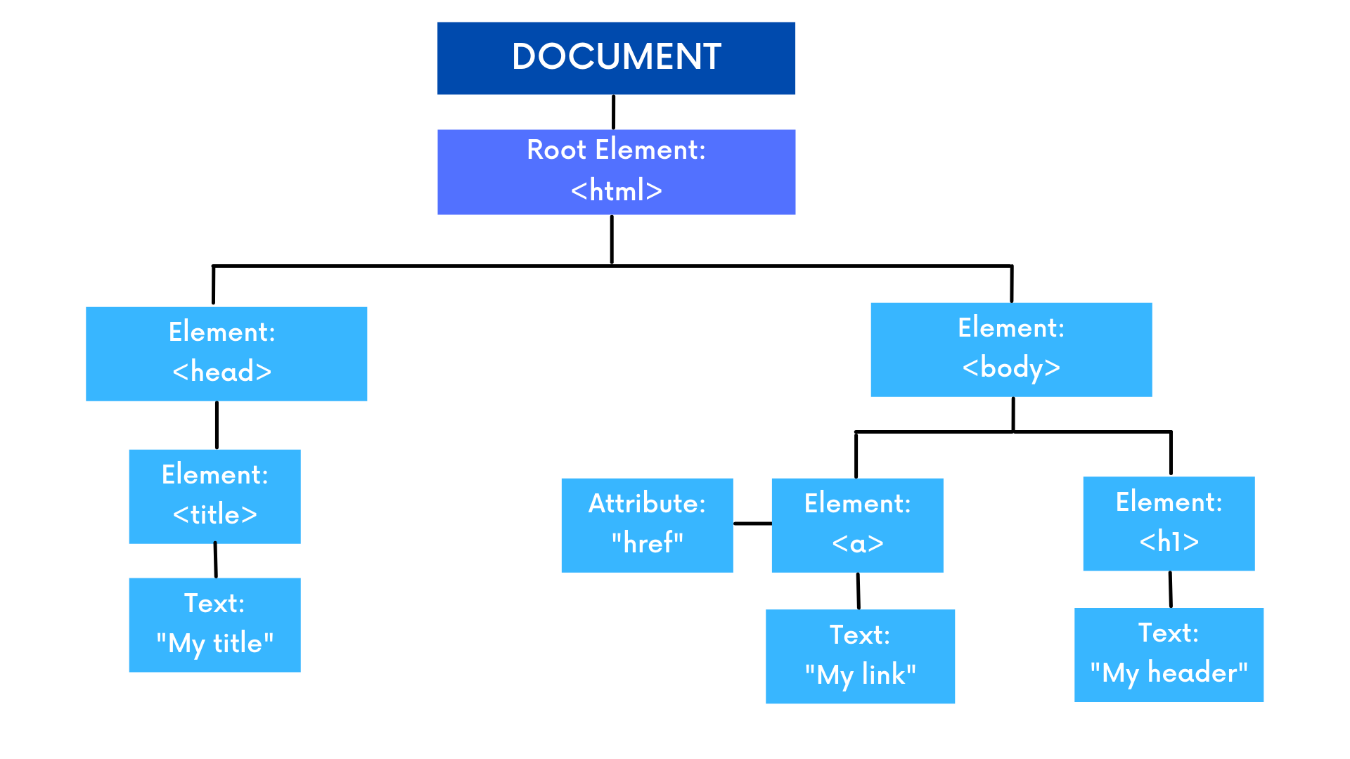 DOCUMENT
Root Element:
<html>
Element:
<head>
Element:
<body>
Element:
<title>
Attribute:
"href"
Element:
<a>
Element:
<h1>
Text:
"My title"
Text:
"My link"
Text:
"My header"